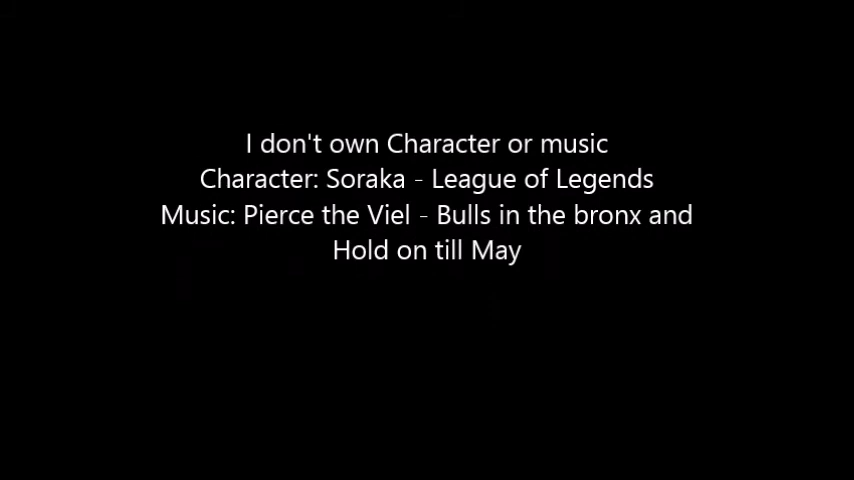 I don't own Character or music
Character: Soraka - League of Legends
Music: Pierce the Viel - Bulls in the bronx and
Hold on till May